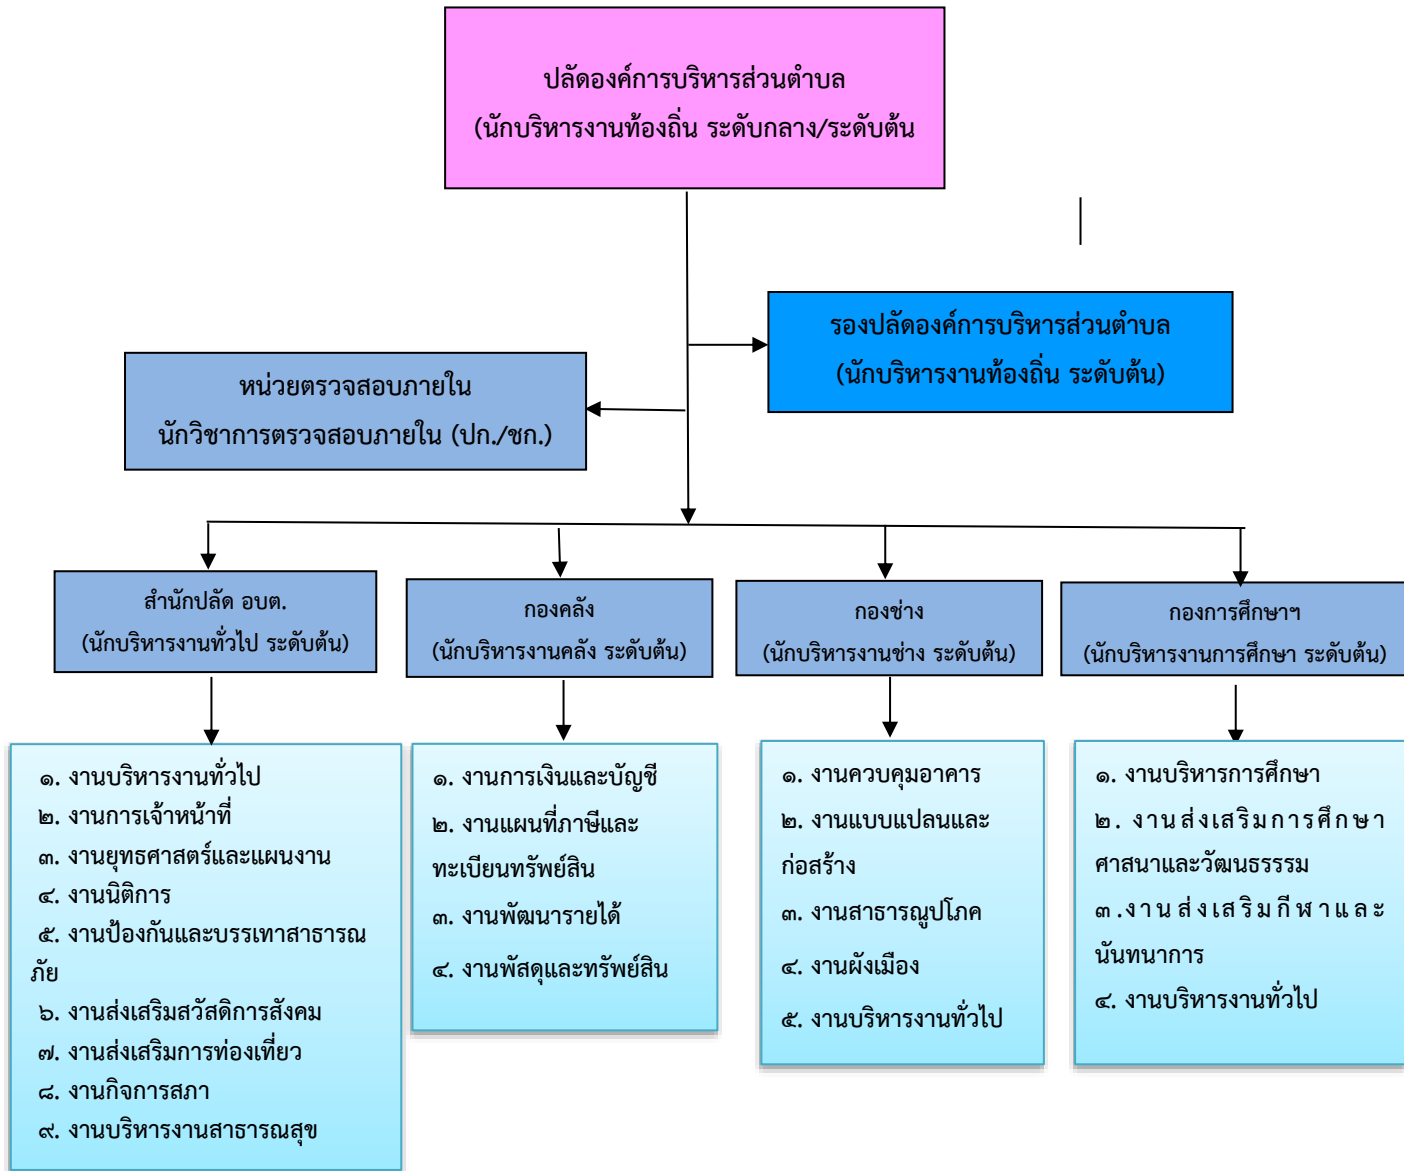 ปลัดองค์การบริหารส่วนตำบล
(นักบริหารงานท้องถิ่น ระดับกลาง/ระดับต้น
รองปลัดองค์การบริหารส่วนตำบล
(นักบริหารงานท้องถิ่น ระดับต้น)
หน่วยตรวจสอบภายใน
นักวิชาการตรวจสอบภายใน (ปก./ชก.)
สำนักปลัด อบต.
(นักบริหารงานทั่วไป ระดับต้น)
กองคลัง
(นักบริหารงานคลัง ระดับต้น)
กองช่าง
(นักบริหารงานช่าง ระดับต้น)
กองการศึกษาฯ
(นักบริหารงานการศึกษา ระดับต้น)
๑. งานบริหารงานทั่วไป
๒. งานการเจ้าหน้าที่
๓. งานยุทธศาสตร์และแผนงาน
๔. งานนิติการ
๕. งานป้องกันและบรรเทาสาธารณ
ภัย
๖. งานส่งเสริมสวัสดิการสังคม
๗. งานส่งเสริมการท่องเที่ยว
๘. งานกิจการสภา
๙. งานบริหารงานสาธารณสุข
๑. งานการเงินและบัญชี
๒. งานแผนที่ภาษีและ
ทะเบียนทรัพย์สิน
๓. งานพัฒนารายได้
๔. งานพัสดุและทรัพย์สิน
๑. งานควบคุมอาคาร
๒. งานแบบแปลนและ
ก่อสร้าง
๓. งานสาธารณูปโภค
๔. งานผังเมือง
๕. งานบริหารงานทั่วไป
๑. งานบริหารการศึกษา
๒. งานส่งเสริมการศึกษา
ศาสนาและวัฒนธรรรม
๓.งานส่งเสริมกีฬาและ
นันทนาการ
๔. งานบริหารงานทั่วไป